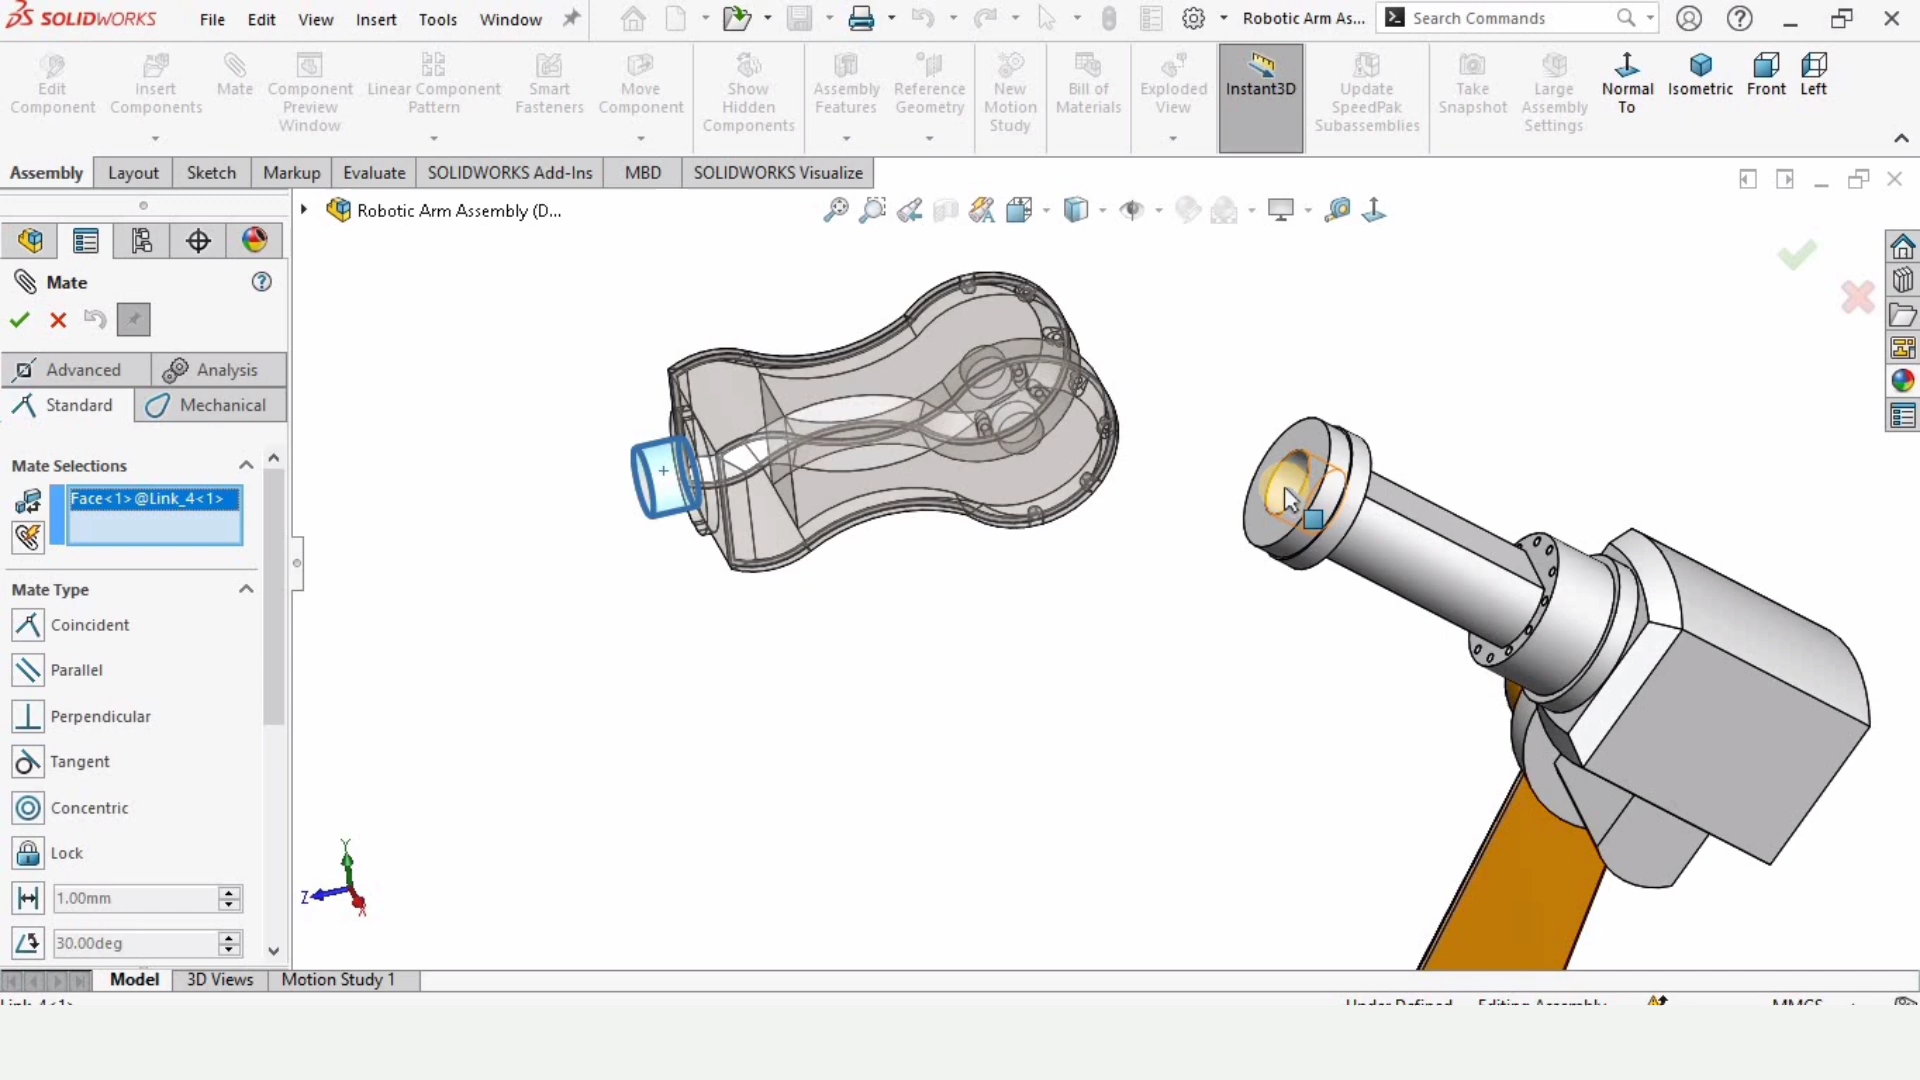 SOLIDWORKS
File Edit View Insert Tools Window
Robotic Arm As...
Search Commands
Edit Component
Insert Components
Mate
Component Preview Window
Linear Component Pattern
Smart Fasteners
Move Component
Show Hidden Components
Assembly Features
Reference Geometry
New Motion Study
Bill of Materials
Exploded View
Instant3D
Update SpeedPak Subassemblies
Take Snapshot
Large Assembly Settings
Normal To
Isometric
Front
Left
Assembly Layout Sketch Markup Evaluate SOLIDWORKS Add-Ins MBD SOLIDWORKS Visualize
Robotic Arm Assembly (D...
Mate
Advanced
Analysis
Standard
Mechanical
Mate Selections
Face<1>@Link_4<1>
Mate Type
Coincident
Parallel
Perpendicular
Tangent
Concentric
Lock
1.00mm
30.00deg
Y
Z
X
Model 3D Views Motion Study 1
Link_4<1>
Under Defined Editing Assembly MMGS